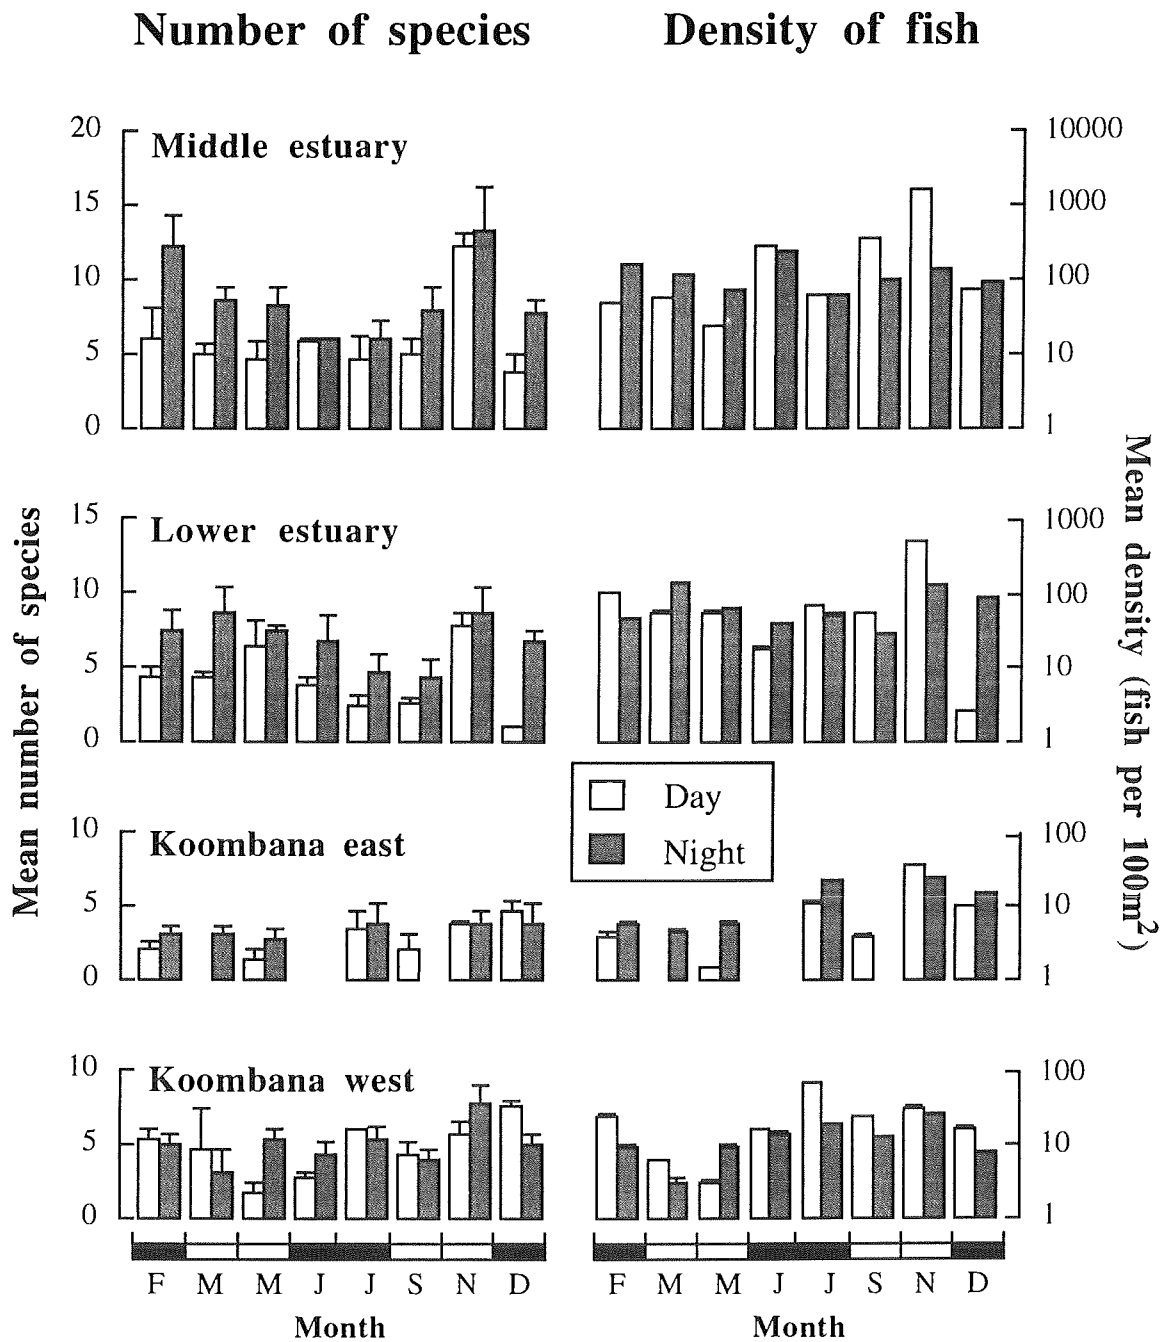 Number of species
Density of fish
20
15
10
5
0
Middle estuary
10000
1000
100
10
1
15
10
5
0
Lower estuary
1000
100
10
1
Mean number of species
Mean density (fish per 100m2)
Day
Night
10
5
0
Koombana east
100
10
1
10
5
0
Koombana west
100
10
1
F M M J J S N D
F M M J J S N D
Month
Month